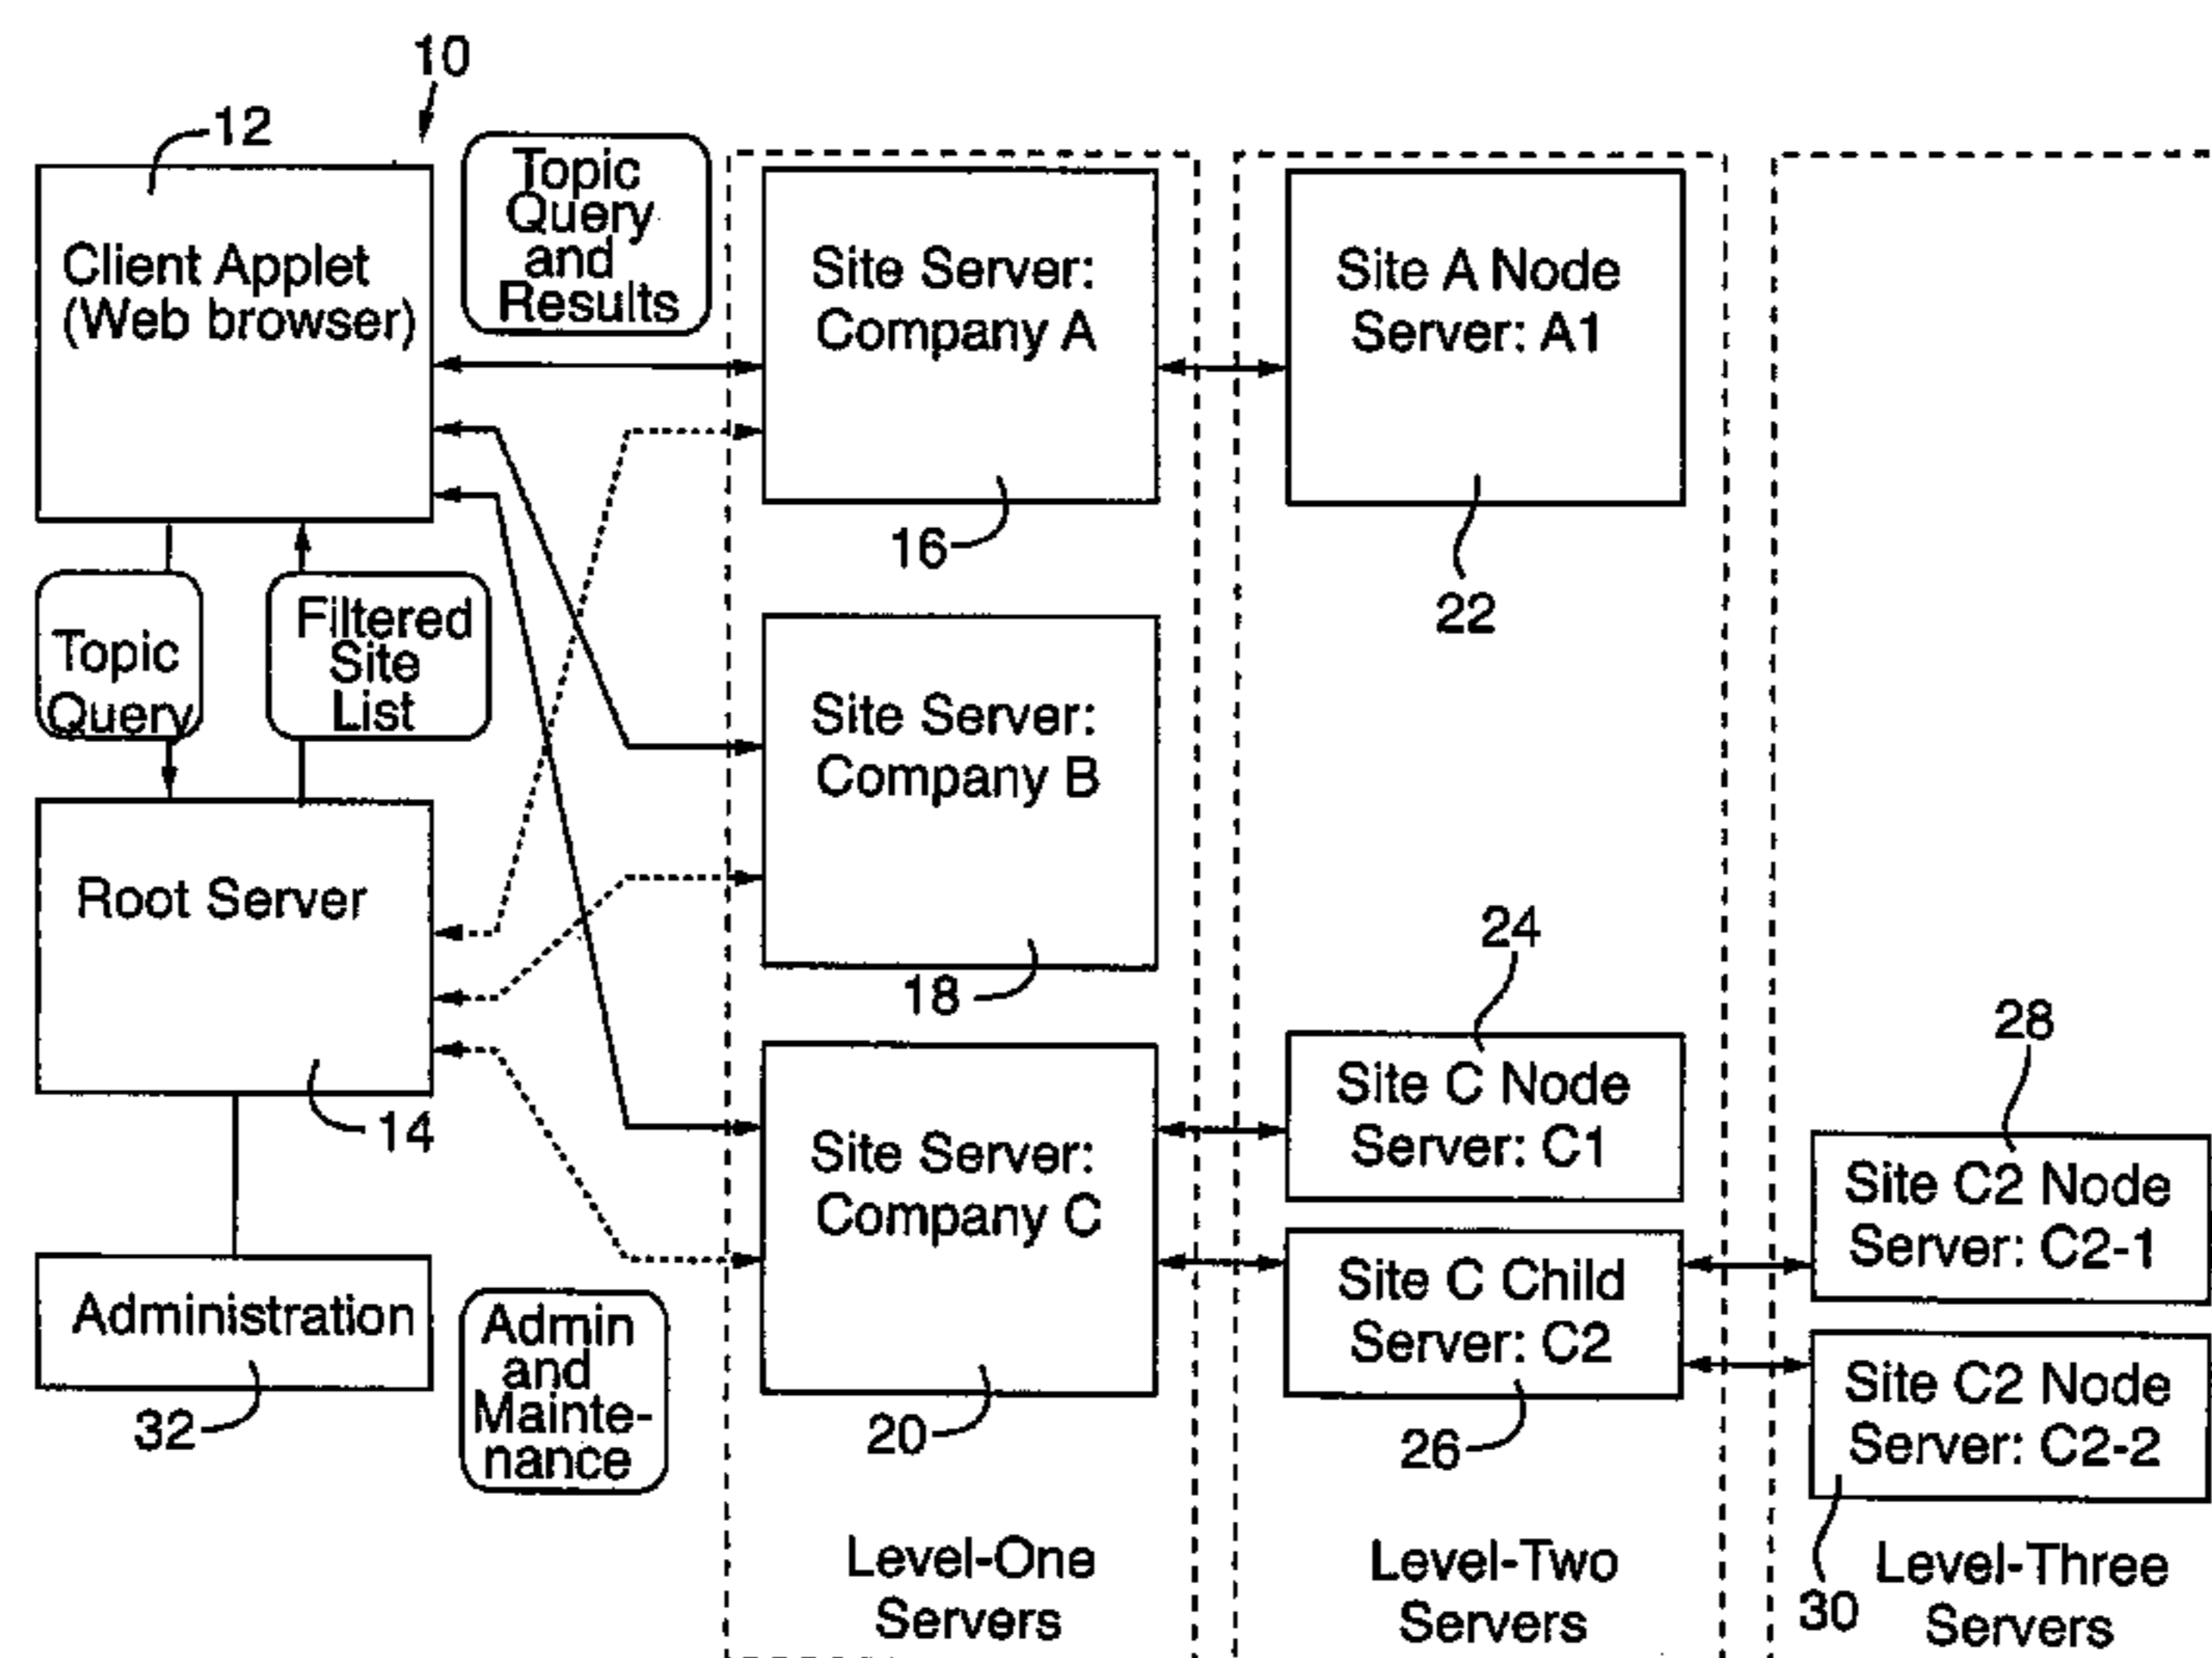 10
12
Client Applet
(Web browser)
Topic
Query
and
Results
Site Server:
Company A
16
Site A Node
Server: A1
22
Topic
Query
Filtered
Site
List
Site Server:
Company B
18
Root Server
14
24
Site C Node
Server: C1
28
Site C2 Node
Server: C2-1
Site Server:
Company C
20
Site C Child
Server: C2
26
Site C2 Node
Server: C2-2
30
Administration
32
Admin
and
Mainte-
nance
Level-One
Servers
Level-Two
Servers
Level-Three
Servers